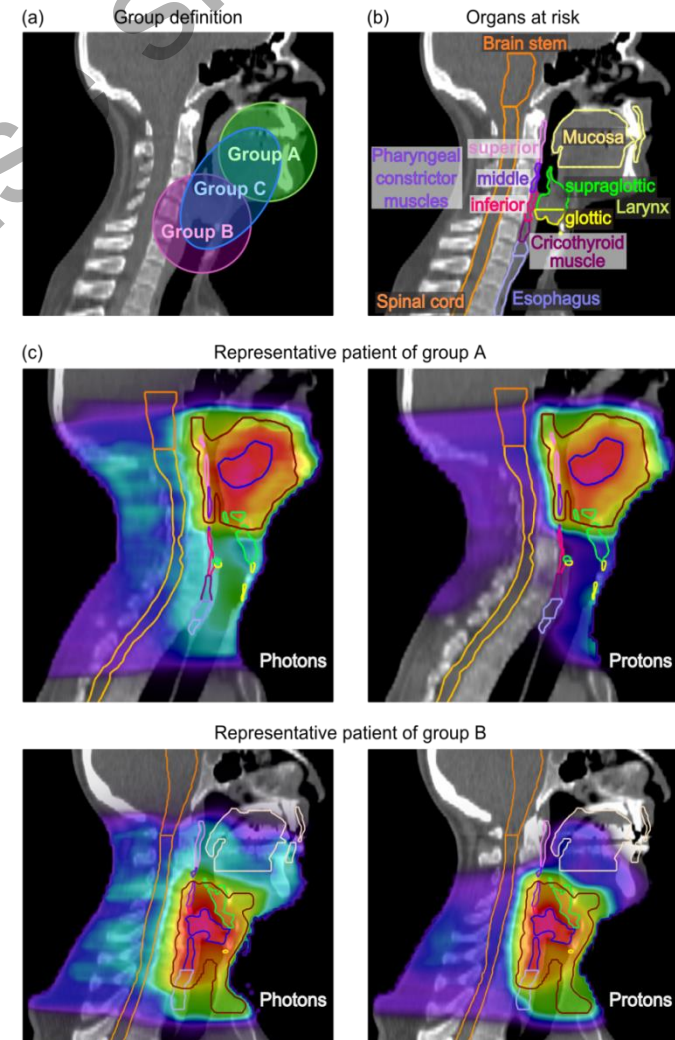 (a) Group definition
Group A
Group C
Group B
(b) Organs at risk
Brain stem
Mucosa
Pharyngeal
constrictor
muscles
superior
middle
inferior
supraglottic
glottic
Larynx
Cricothyroid
muscle
Spinal cord
Esophagus
(c) Representative patient of group A
Photons
Protons
Representative patient of group B
Photons
Protons